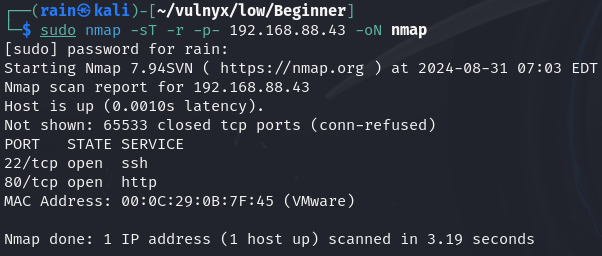 ┌──(rain㉿kali)-[~/vulnyx/low/Beginner]
└─$ sudo nmap -sT -r -p- 192.168.88.43 -oN nmap
[sudo] password for rain:
Starting Nmap 7.94SVN ( https://nmap.org ) at 2024-08-31 07:03 EDT
Nmap scan report for 192.168.88.43
Host is up (0.0010s latency).
Not shown: 65533 closed tcp ports (conn-refused)
PORT   STATE SERVICE
22/tcp open  ssh
80/tcp open  http
MAC Address: 00:0C:29:0B:7F:45 (VMware)
Nmap done: 1 IP address (1 host up) scanned in 3.19 seconds